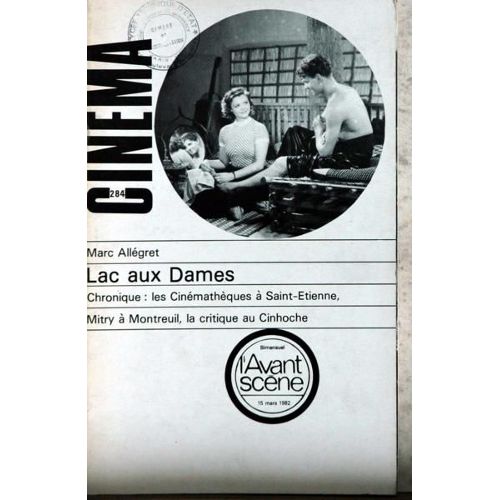 CINEMA
284
Marc Allégret
Lac aux Dames
Chronique : les Cinémathèques à Saint-Etienne,
Mitry à Montreuil, la critique au Cinhoche
Bimensuel
l'Avant
scène
15 mars 1982